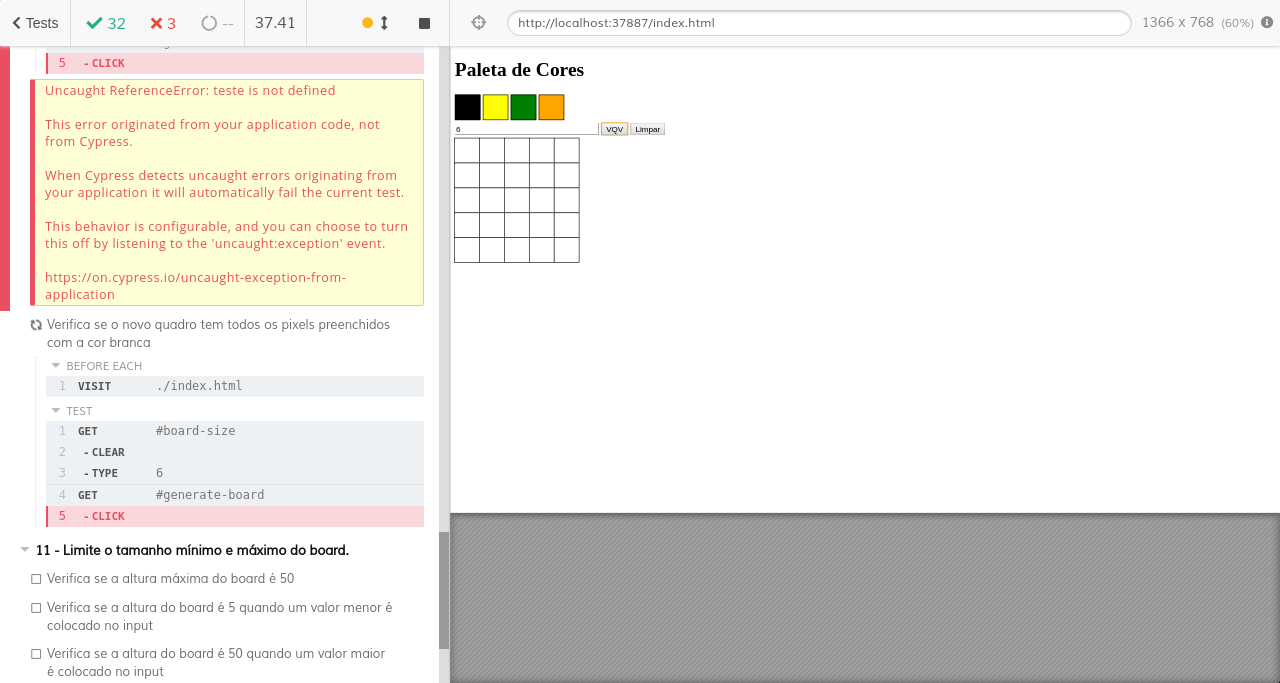 Tests 32 3 -- 37.41
http://localhost:37887/index.html 1366 x 768 (60%)
5 - CLICK
Uncaught ReferenceError: teste is not defined
This error originated from your application code, not
from Cypress.
When Cypress detects uncaught errors originating from
your application it will automatically fail the current test.
This behavior is configurable, and you can choose to turn
this off by listening to the 'uncaught:exception' event.
https://on.cypress.io/uncaught-exception-from-
application
Verifica se o novo quadro tem todos os pixels preenchidos
com a cor branca
BEFORE EACH
1 VISIT ./index.html
TEST
1 GET #board-size
2 - CLEAR
3 - TYPE 6
4 GET #generate-board
5 - CLICK
11 - Limite o tamanho mínimo e máximo do board.
Verifica se a altura máxima do board é 50
Verifica se a altura do board é 5 quando um valor menor é
colocado no input
Verifica se a altura do board é 50 quando um valor maior
é colocado no input
Paleta de Cores
6 VQV Limpar